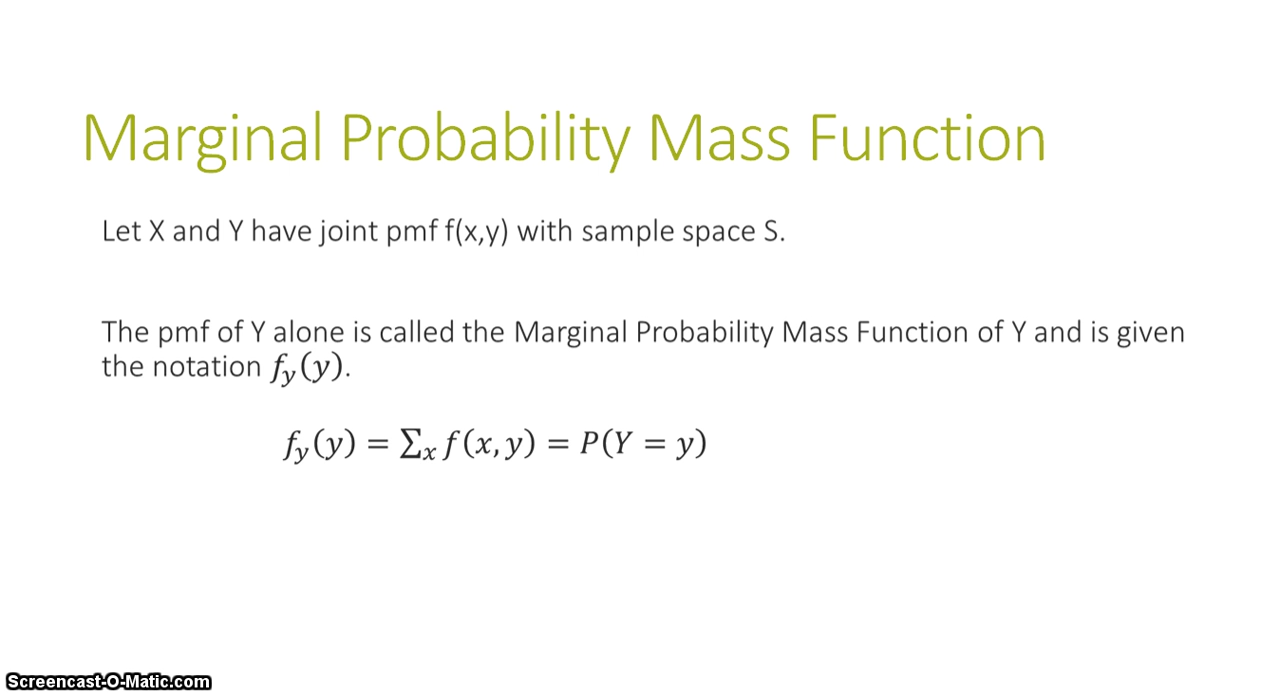 Marginal Probability Mass Function
Let X and Y have joint pmf f(x,y) with sample space S.
The pmf of Y alone is called the Marginal Probability Mass Function of Y and is given
the notation f_y(y).
f_y(y) = ∑_x f(x, y) = P(Y = y)
Screencast-O-Matic.com